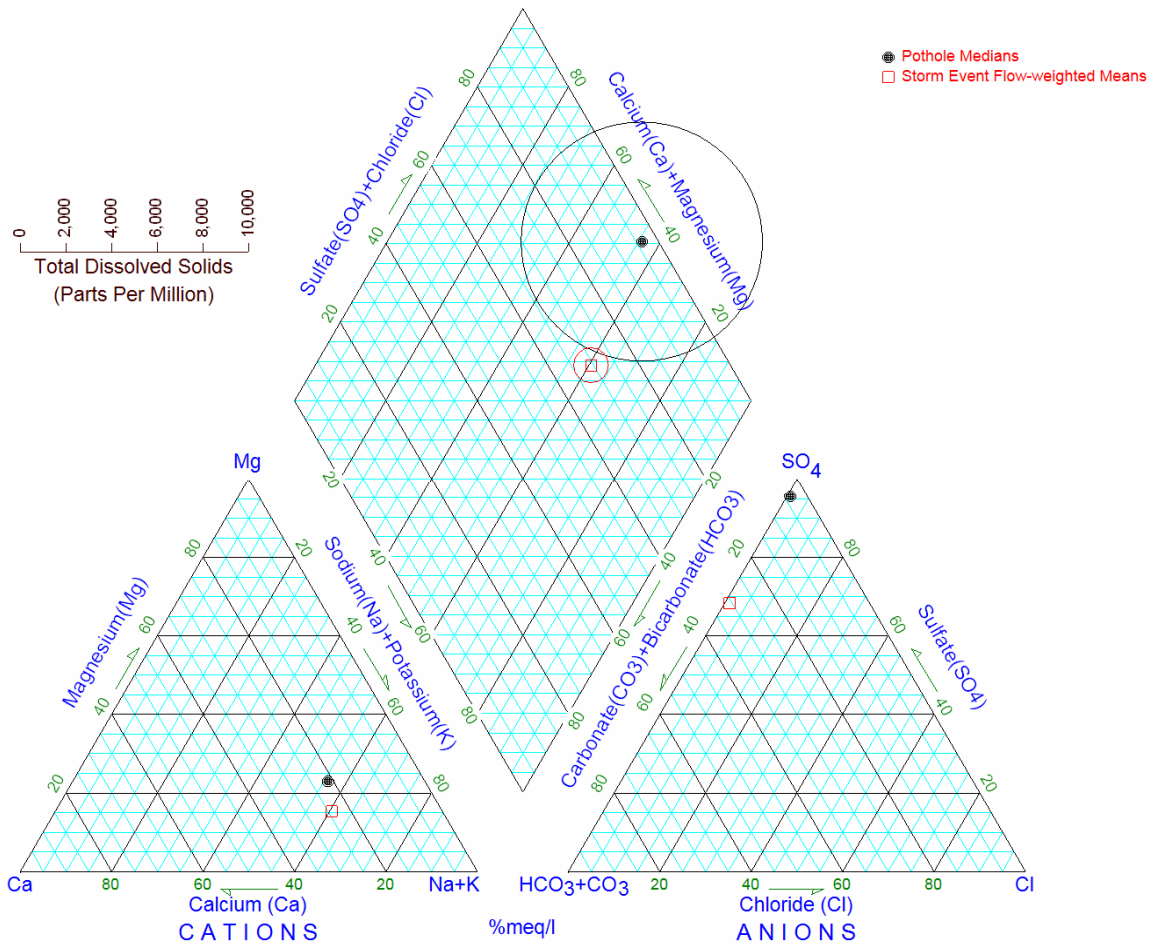 Pothole Medians
Storm Event Flow-weighted Means
80
80
Sulfate(SO4)+Chloride(Cl)
Calcium(Ca)+Magnesium(Mg)
60
60
40
40
20
20
0
2,000
4,000
6,000
8,000
10,000
Total Dissolved Solids
(Parts Per Million)
20
20
40
40
60
60
80
80
Sodium(Na)+Potassium(K)
Carbonate(CO3)+Bicarbonate(HCO3)
Mg
80
20
60
40
40
60
20
80
Magnesium(Mg)
Ca
80
60
40
20
Na+K
Calcium (Ca)
CATIONS
%meq/l
SO4
20
80
40
60
60
40
80
20
Sulfate(SO4)
HCO3+CO3
20
40
60
80
Cl
Chloride (Cl)
ANIONS